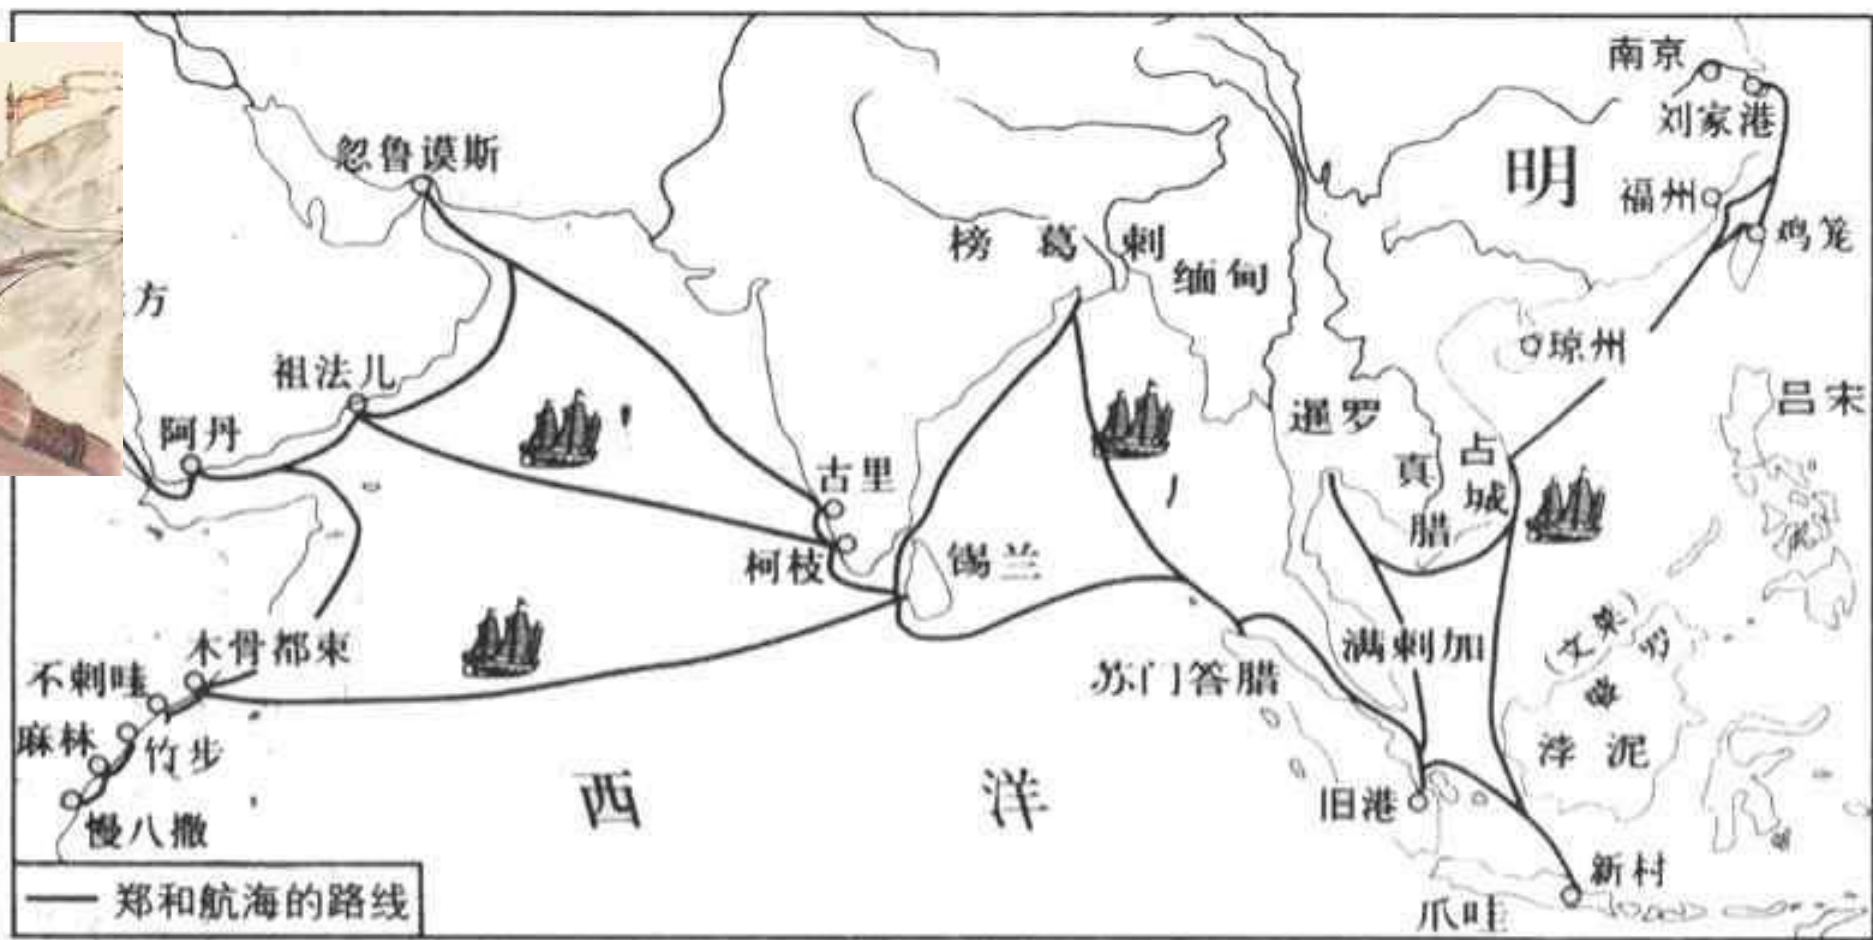 南京
刘家港
忽鲁谟斯
明
福州
鸡笼
榜葛剌
缅甸
方
琼州
祖法儿
吕宋
暹罗
阿丹
占城
真腊
古里
柯枝
锡兰
木骨都束
满剌加
不剌哇
苏门答腊
麻林
竹步
浡泥
西洋
旧港
慢八撒
新村
爪哇
郑和航海的路线